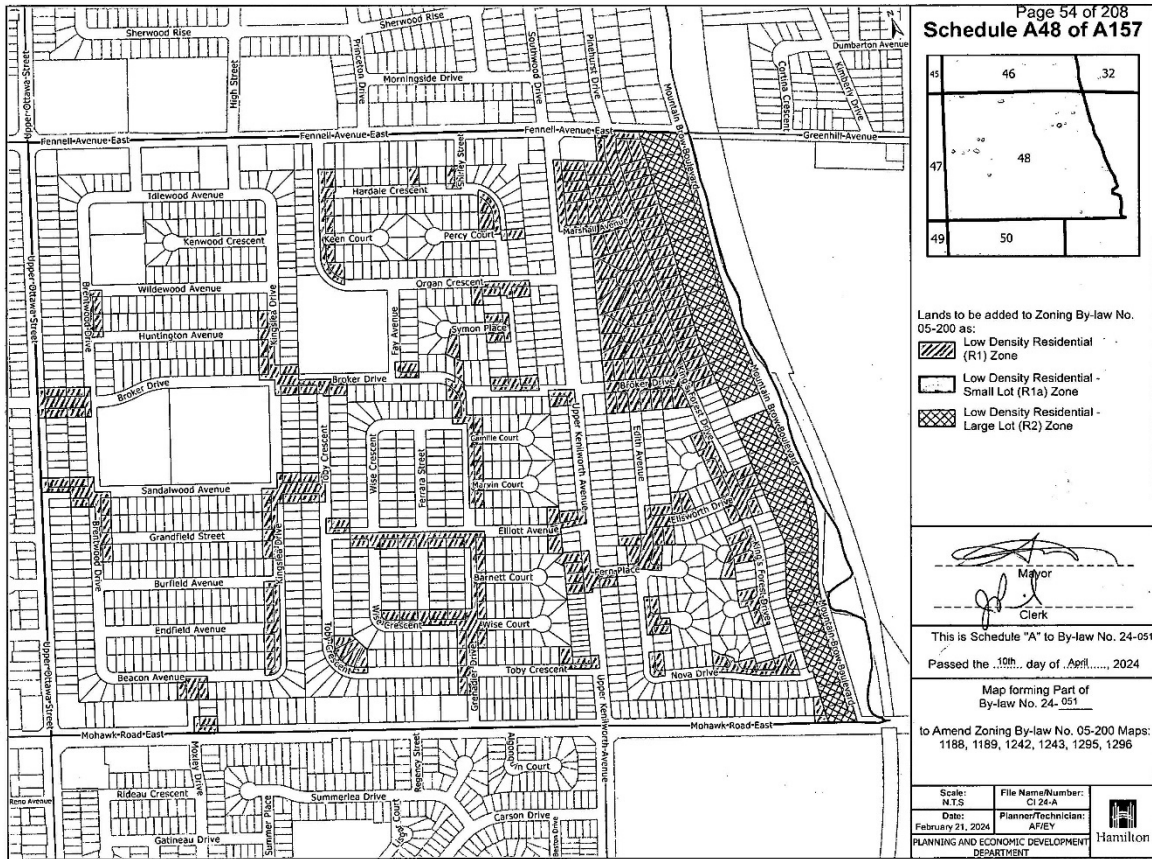 Page 54 of 208
Schedule A48 of A157
Sherwood Rise
Sherwood Rise
Upper-Ottawa-Street
High Street
Princeton Drive
Morningside Drive
Southwood Drive
Pinehurst Drive
Mountain Brow Boulevard
Cortina Crescent
Kimberly Drive
Dumbarton Avenue
Greenhill-Avenue
Fennell-Avenue-East
Fennell-Avenue-East
Fennell-Avenue-East
Shirley Street
Idlewood Avenue
Hardale Crescent
Kenwood Crescent
Keen Court
Percy Court
Marshall Avenue
Brentwood Drive
Wildewood Avenue
Kingslea Drive
Organ Crescent
Symon Place
Fay Avenue
Huntington Avenue
Upper-Ottawa-Street
Broker Drive
Broker Drive
Broker Drive
King's Forest Drive
Mountain Brow Boulevard
Toby Crescent
Wise Crescent
Ferrara Street
Camille Court
Marvin Court
Upper Kenilworth Avenue
Edith Avenue
Sandalwood Avenue
Grandfield Street
Elliott Avenue
Ellsworth Drive
Brentwood Drive
Kingslea Drive
Burfield Avenue
Barnett Court
Fern Place
King's Forest Drive
Endfield Avenue
Wise Crescent
Wise Court
Toby Crescent
Grenadier Drive
Toby Crescent
Beacon Avenue
Nova Drive
Mountain-Brow-Boulevard
Upper-Ottawa-Street
Upper Kenilworth-Avenue
Mohawk-Road-East
Mohawk-Road-East
Reno Avenue
Rideau Crescent
Moxley Drive
Summer Place
Summerlea Drive
Regency Street
Court
Carson Drive
Gatineau Drive
45
46
32
47
48
49
50
Lands to be added to Zoning By-law No.
05-200 as:
Low Density Residential
(R1) Zone
Low Density Residential -
Small Lot (R1a) Zone
Low Density Residential -
Large Lot (R2) Zone
Mayor
Clerk
This is Schedule "A" to By-law No. 24-051
Passed the ..10th... day of ..April....., 2024
Map forming Part of
By-law No. 24- 051
to Amend Zoning By-law No. 05-200 Maps:
1188, 1189, 1242, 1243, 1295, 1296
Scale:
N.T.S
File Name/Number:
CI 24-A
Date:
February 21, 2024
Planner/Technician:
AF/EY
PLANNING AND ECONOMIC DEVELOPMENT
DEPARTMENT
Hamilton